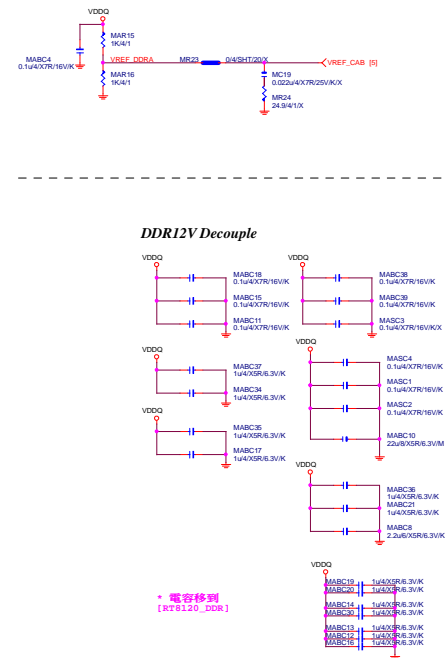 VDDQ
MAR15
1K/4/1
MABC4
0.1u/4/X7R/16V/K
VREF_DDRA
MR23
0/4/SHT/20/X
VREF_CAB [5]
MAR16
1K/4/1
MC19
0.022u/4/X7R/25V/K/X
MR24
24.9/4/1/X
DDR12V Decouple
VDDQ
MABC18
0.1u/4/X7R/16V/K
MABC15
0.1u/4/X7R/16V/K
MABC11
0.1u/4/X7R/16V/K
VDDQ
MABC38
0.1u/4/X7R/16V/K
MABC39
0.1u/4/X7R/16V/K
MASC3
0.1u/4/X7R/16V/K/X
VDDQ
MABC37
1u/4/X5R/6.3V/K
MABC34
1u/4/X5R/6.3V/K
VDDQ
MABC35
1u/4/X5R/6.3V/K
MABC17
1u/4/X5R/6.3V/K
VDDQ
MASC4
0.1u/4/X7R/16V/K
MASC1
0.1u/4/X7R/16V/K
MASC2
0.1u/4/X7R/16V/K
MABC10
22u/8/X5R/6.3V/M
VDDQ
MABC36
1u/4/X5R/6.3V/K
MABC21
1u/4/X5R/6.3V/K
MABC8
2.2u/6/X5R/6.3V/K
* 電容移到
[RT8120_DDR]
VDDQ
MABC19 1u/4/X5R/6.3V/K
MABC20 1u/4/X5R/6.3V/K
MABC14 1u/4/X5R/6.3V/K
MABC30 1u/4/X5R/6.3V/K
MABC13 1u/4/X5R/6.3V/K
MABC12 1u/4/X5R/6.3V/K
MABC16 1u/4/X5R/6.3V/K